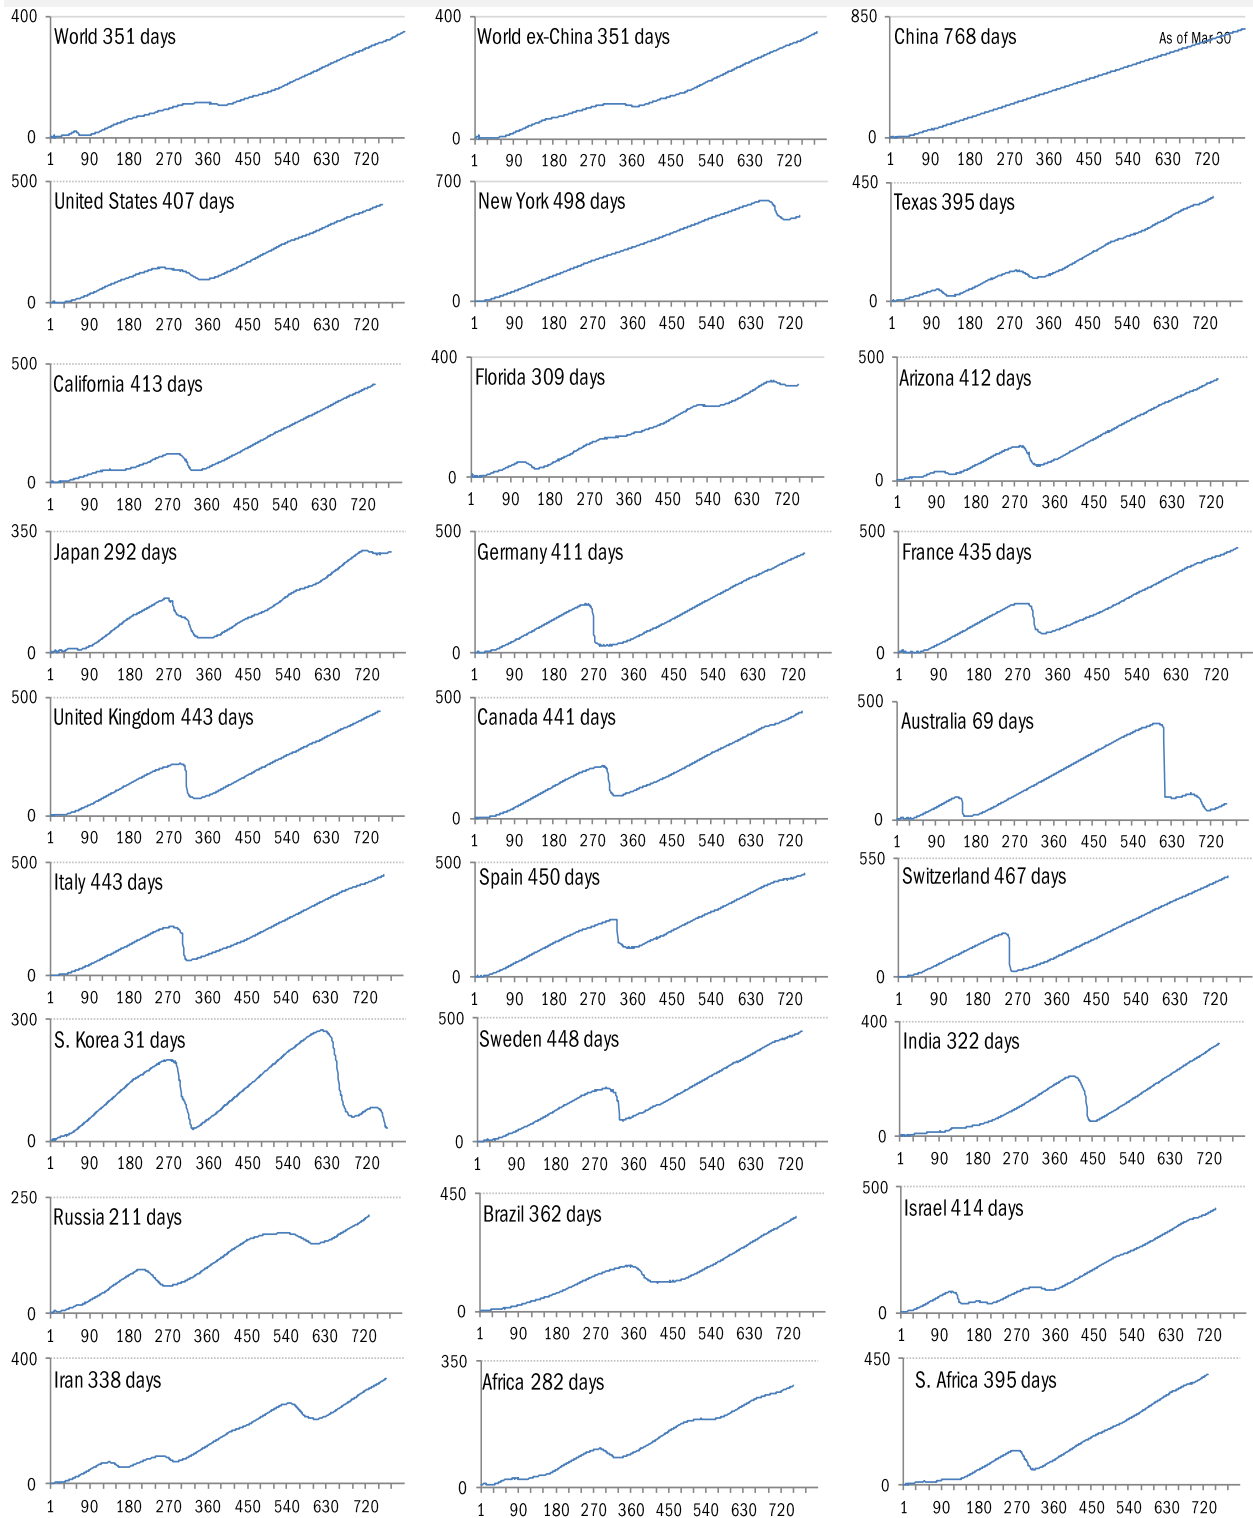 400
World 351 days
0
1 90 180 270 360 450 540 630 720
400
World ex-China 351 days
0
1 90 180 270 360 450 540 630 720
850
China 768 days
As of Mar 30
0
1 90 180 270 360 450 540 630 720
500
United States 407 days
0
1 90 180 270 360 450 540 630 720
700
New York 498 days
0
1 90 180 270 360 450 540 630 720
450
Texas 395 days
0
1 90 180 270 360 450 540 630 720
500
California 413 days
0
1 90 180 270 360 450 540 630 720
400
Florida 309 days
0
1 90 180 270 360 450 540 630 720
500
Arizona 412 days
0
1 90 180 270 360 450 540 630 720
350
Japan 292 days
0
1 90 180 270 360 450 540 630 720
500
Germany 411 days
0
1 90 180 270 360 450 540 630 720
500
France 435 days
0
1 90 180 270 360 450 540 630 720
500
United Kingdom 443 days
0
1 90 180 270 360 450 540 630 720
500
Canada 441 days
0
1 90 180 270 360 450 540 630 720
500
Australia 69 days
0
1 90 180 270 360 450 540 630 720
500
Italy 443 days
0
1 90 180 270 360 450 540 630 720
500
Spain 450 days
0
1 90 180 270 360 450 540 630 720
550
Switzerland 467 days
0
1 90 180 270 360 450 540 630 720
300
S. Korea 31 days
0
1 90 180 270 360 450 540 630 720
500
Sweden 448 days
0
1 90 180 270 360 450 540 630 720
400
India 322 days
0
1 90 180 270 360 450 540 630 720
250
Russia 211 days
0
1 90 180 270 360 450 540 630 720
450
Brazil 362 days
0
1 90 180 270 360 450 540 630 720
500
Israel 414 days
0
1 90 180 270 360 450 540 630 720
400
Iran 338 days
0
1 90 180 270 360 450 540 630 720
350
Africa 282 days
0
1 90 180 270 360 450 540 630 720
450
S. Africa 395 days
0
1 90 180 270 360 450 540 630 720